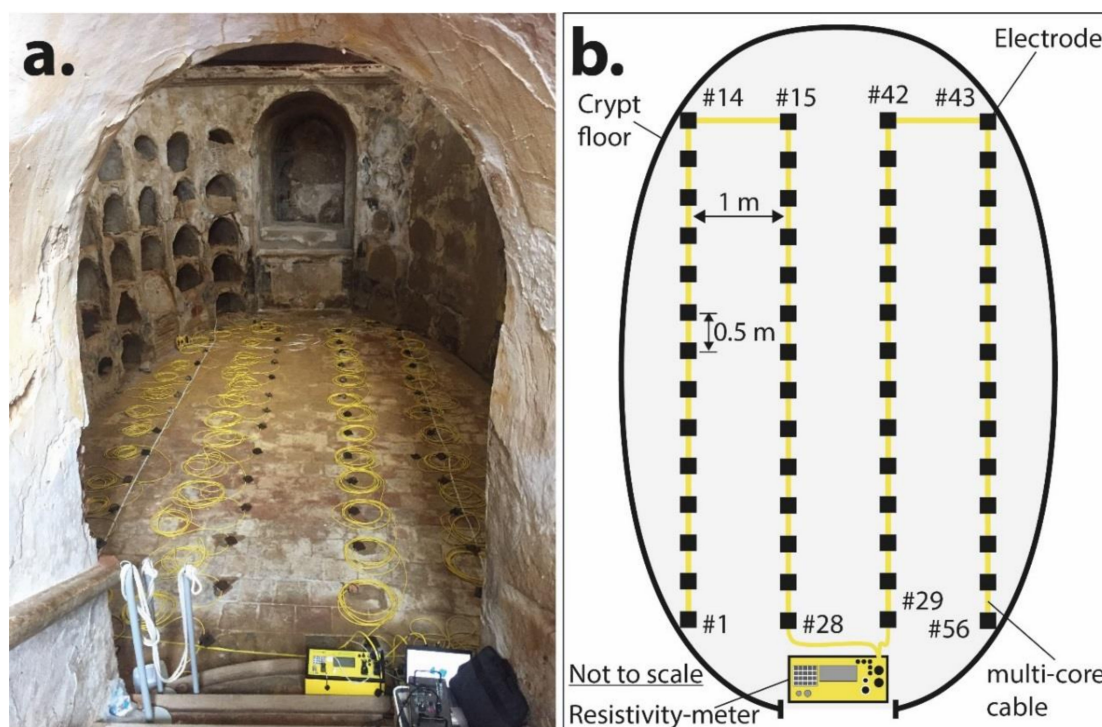 a.
b.
Electrode
#14
#15
#42
#43
Crypt
floor
1 m
0.5 m
#1
#28
#29
#56
Not to scale
Resistivity-meter
multi-core
cable